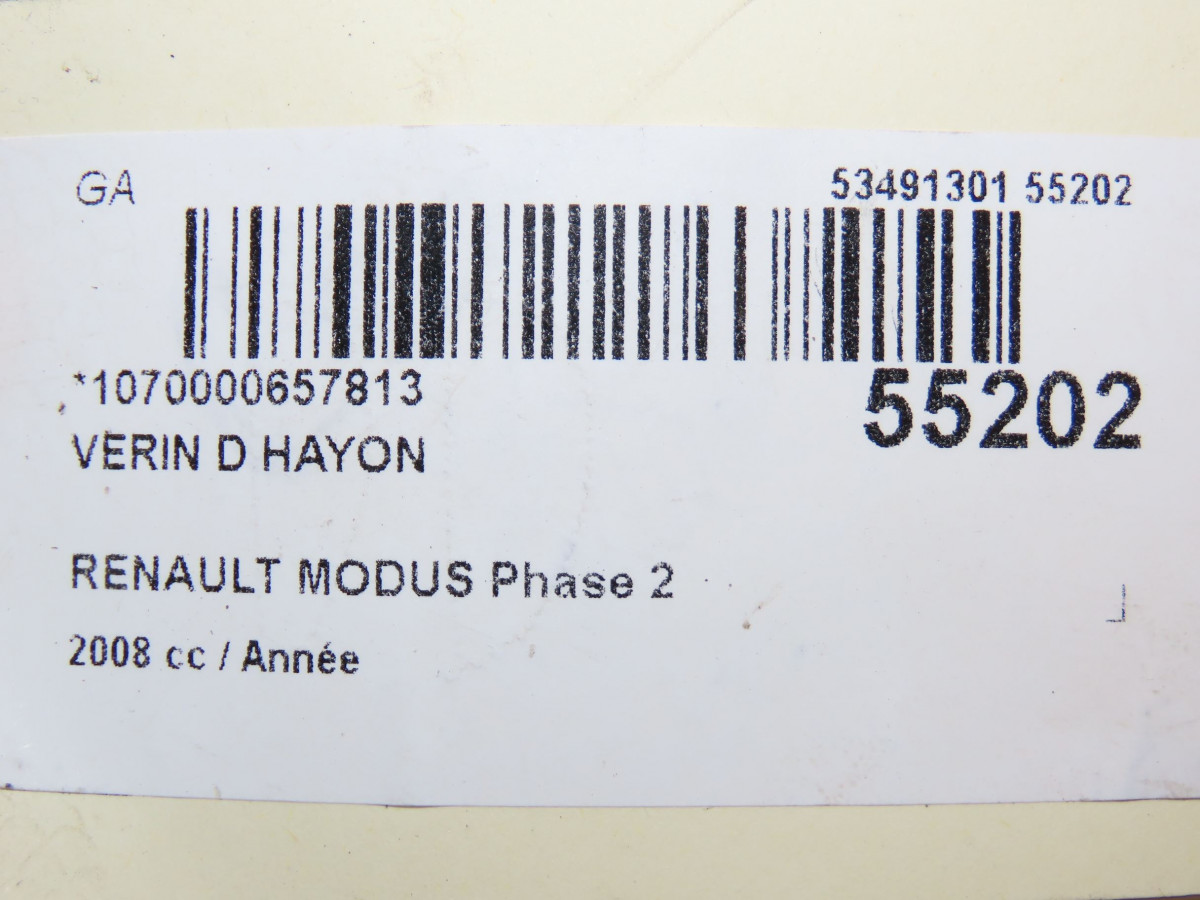 GA 53491301 55202
*1070000657813 55202
VERIN D HAYON
RENAULT MODUS Phase 2
2008 cc / Année